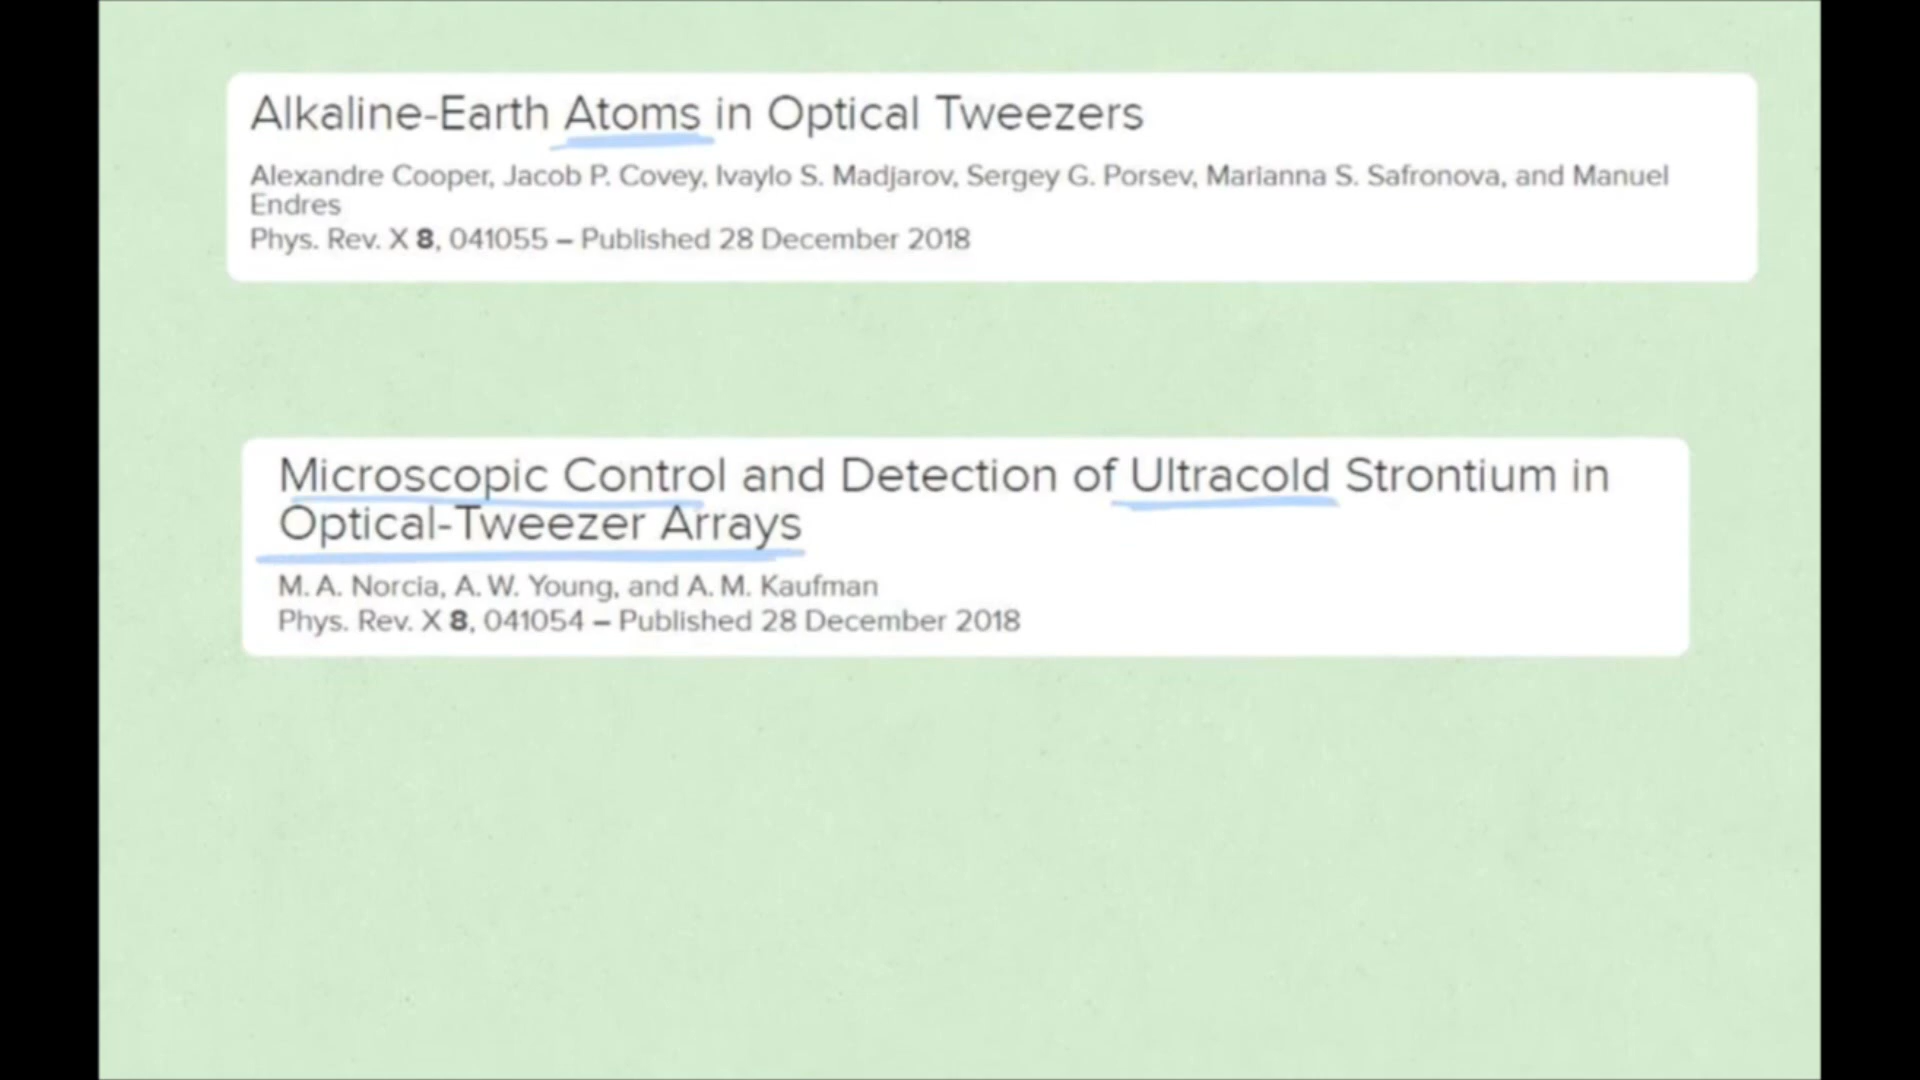 Alkaline-Earth Atoms in Optical Tweezers
Alexandre Cooper, Jacob P. Covey, Ivaylo S. Madjarov, Sergey G. Porsev, Marianna S. Safronova, and Manuel
Endres
Phys. Rev. X 8, 041055 – Published 28 December 2018
Microscopic Control and Detection of Ultracold Strontium in
Optical-Tweezer Arrays
M. A. Norcia, A. W. Young, and A. M. Kaufman
Phys. Rev. X 8, 041054 – Published 28 December 2018